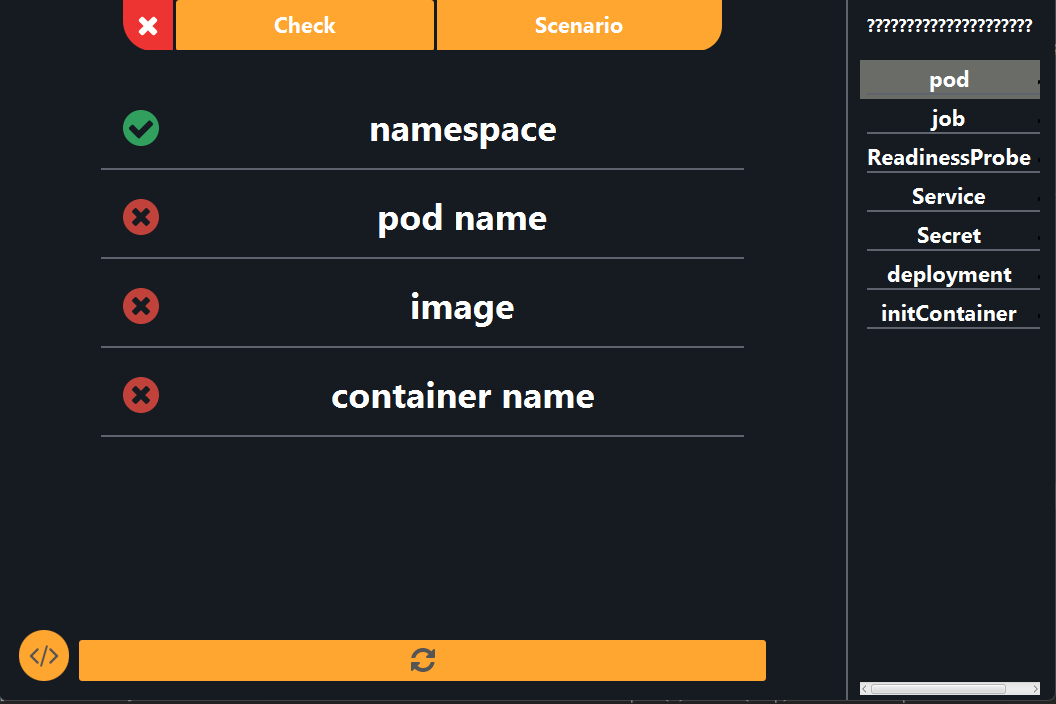 Check
Scenario
namespace
pod name
image
container name
?????????????????????
pod
job
ReadinessProbe
Service
Secret
deployment
initContainer